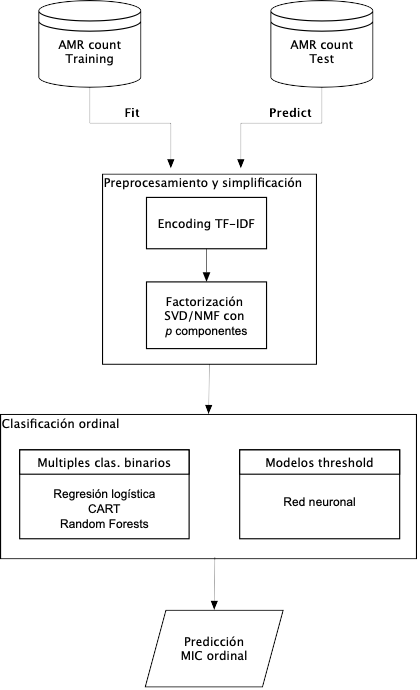 AMR count
Training
AMR count
Test
Fit
Predict
Preprocesamiento y simplificación
Encoding TF-IDF
Factorización
SVD/NMF con
p componentes
Clasificación ordinal
Multiples clas. binarios
Regresión logística
CART
Random Forests
Modelos threshold
Red neuronal
Predicción
MIC ordinal